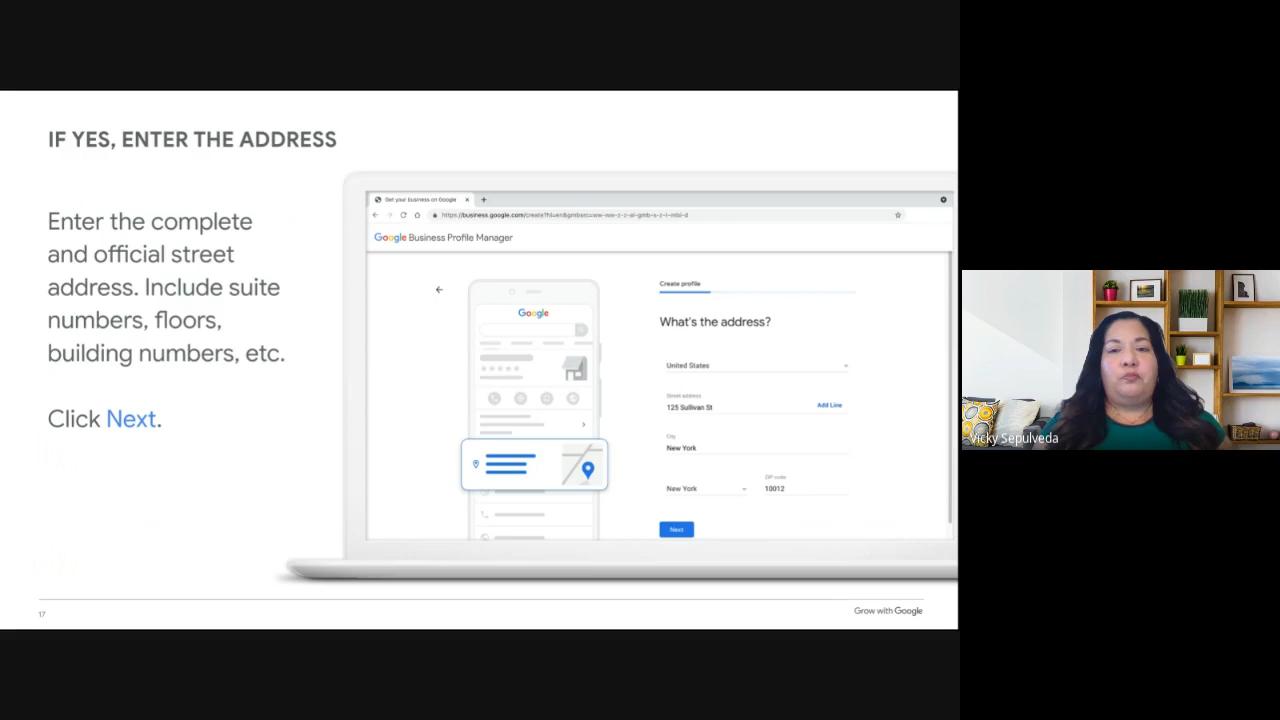 IF YES, ENTER THE ADDRESS
Enter the complete
and official street
address. Include suite
numbers, floors,
building numbers, etc.
Click Next.
Get your business on Google
Google Business Profile Manager
Google
Create profile
What's the address?
United States
Street address
125 Sullivan St
Add Line
City
New York
ZIP code
New York 10012
Next
17
Grow with Google
Vicky Sepulveda